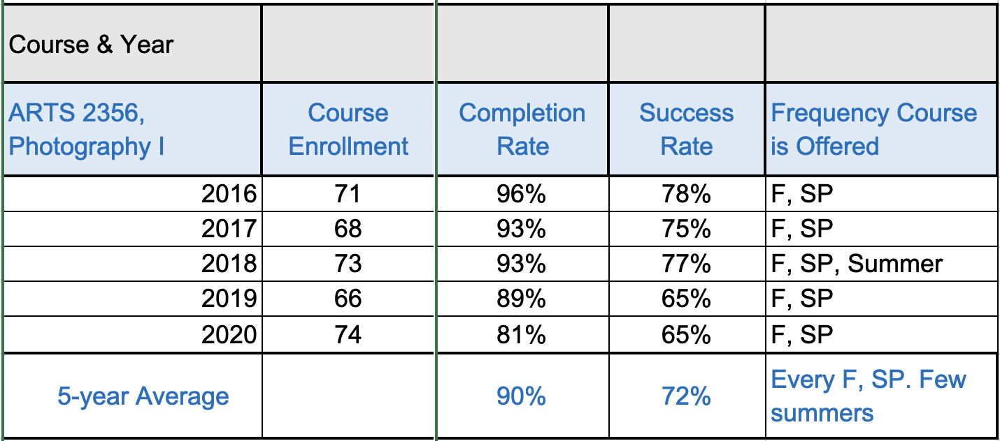 Course & Year
ARTS 2356, Photography I Course Enrollment Completion Rate Success Rate Frequency Course is Offered
2016 71 96% 78% F, SP
2017 68 93% 75% F, SP
2018 73 93% 77% F, SP, Summer
2019 66 89% 65% F, SP
2020 74 81% 65% F, SP
5-year Average 90% 72% Every F, SP. Few summers